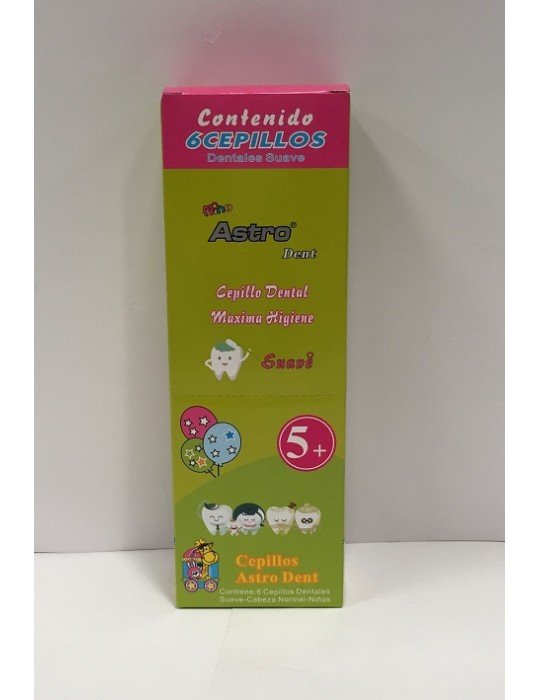 Contenido
6CEPILLOS
Dentales Suave
Nino
Astro®
Dent
Cepillo Dental
Maxima Higiene
Suavè
5+
Cepillos
Astro Dent
Contiene:6 Cepillos Dentales
Suave-Cabeza Normal-Niños